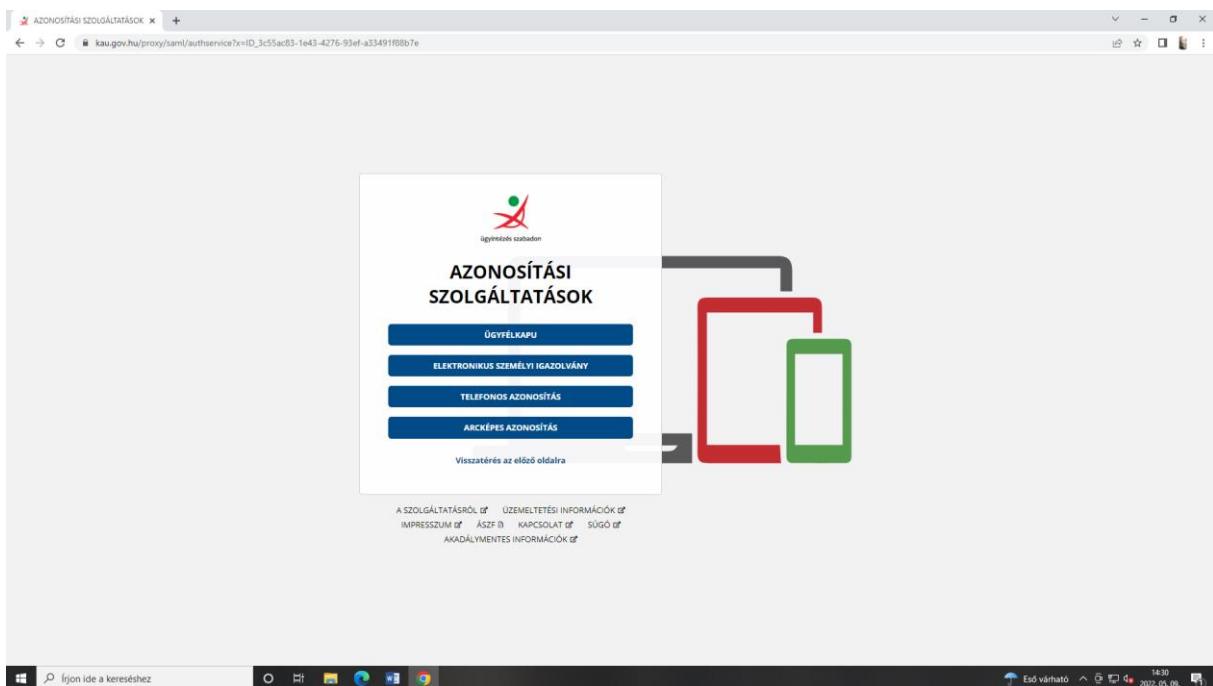 AZONOSÍTÁSI SZOLGÁLTATÁSOK
kau.gov.hu/proxy/saml/authservice?x=ID_3c55ac83-1e43-4276-93ef-a33491f88b7e
ügyintézés szabadon
AZONOSÍTÁSI
SZOLGÁLTATÁSOK
ÜGYFÉLKAPU
ELEKTRONIKUS SZEMÉLYI IGAZOLVÁNY
TELEFONOS AZONOSÍTÁS
ARCKÉPES AZONOSÍTÁS
Visszatérés az előző oldalra
A SZOLGÁLTATÁSRÓL ÜZEMELTETÉSI INFORMÁCIÓK
IMPRESSZUM ÁSZF KAPCSOLAT SÚGÓ
AKADÁLYMENTES INFORMÁCIÓK
Írjon ide a kereséshez
Eső várható
14:30
2022. 05. 09.